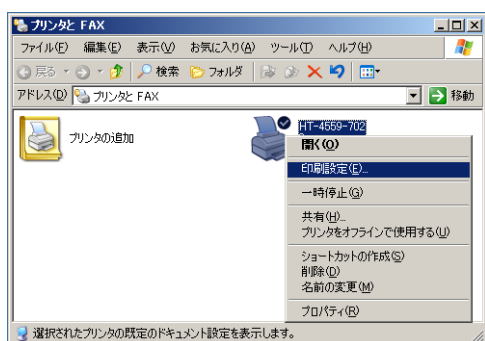 プリンタと FAX
ファイル(F) 編集(E) 表示(V) お気に入り(A) ツール(T) ヘルプ(H)
戻る 検索 フォルダ
アドレス(D) プリンタと FAX 移動
プリンタの追加
HT-4559-702
開く(O)
印刷設定(E)...
一時停止(G)
共有(H)...
プリンタをオフラインで使用する(U)
ショートカットの作成(S)
削除(D)
名前の変更(M)
プロパティ(R)
選択されたプリンタの既定のドキュメント設定を表示します。